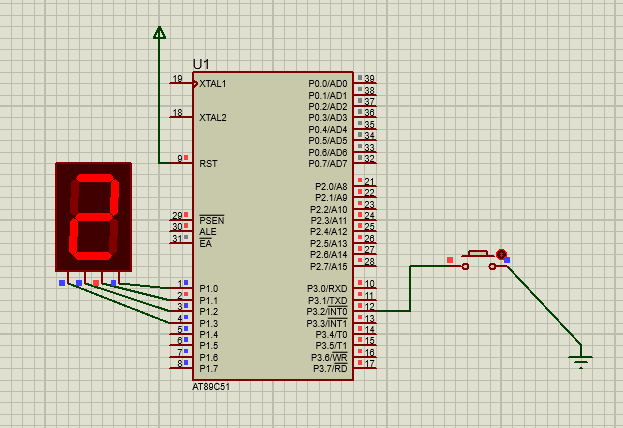 U1
19 XTAL1 P0.0/AD0 39
P0.1/AD1 38
P0.2/AD2 37
18 XTAL2 P0.3/AD3 36
P0.4/AD4 35
P0.5/AD5 34
P0.6/AD6 33
9 RST P0.7/AD7 32
P2.0/A8 21
P2.1/A9 22
P2.2/A10 23
29 PSEN P2.3/A11 24
30 ALE P2.4/A12 25
31 EA P2.5/A13 26
P2.6/A14 27
P2.7/A15 28
1 P1.0 P3.0/RXD 10
2 P1.1 P3.1/TXD 11
3 P1.2 P3.2/INT0 12
4 P1.3 P3.3/INT1 13
5 P1.4 P3.4/T0 14
6 P1.5 P3.5/T1 15
7 P1.6 P3.6/WR 16
8 P1.7 P3.7/RD 17
AT89C51
2